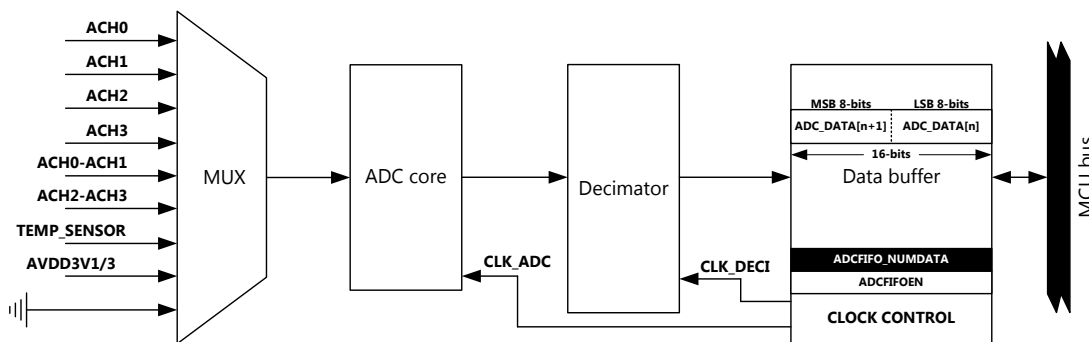 ACH0
ACH1
ACH2
ACH3
ACH0-ACH1
ACH2-ACH3
TEMP_SENSOR
AVDD3V1/3
MUX
ADC core
CLK_ADC
Decimator
CLK_DECI
MSB 8-bits LSB 8-bits
ADC_DATA[n+1] ADC_DATA[n]
16-bits
Data buffer
ADCFIFO_NUMDATA
ADCFIFOEN
CLOCK CONTROL
MCU bus